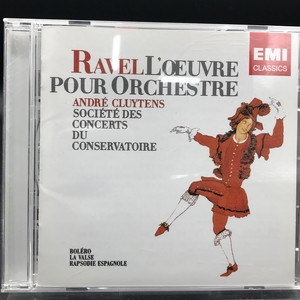 RAVEL L'ŒUVRE
POUR ORCHESTRE
EMI
CLASSICS
ANDRÉ CLUYTENS
SOCIÉTÉ DES
CONCERTS
DU
CONSERVATOIRE
BOLÉRO
LA VALSE
RAPSODIE ESPAGNOLE